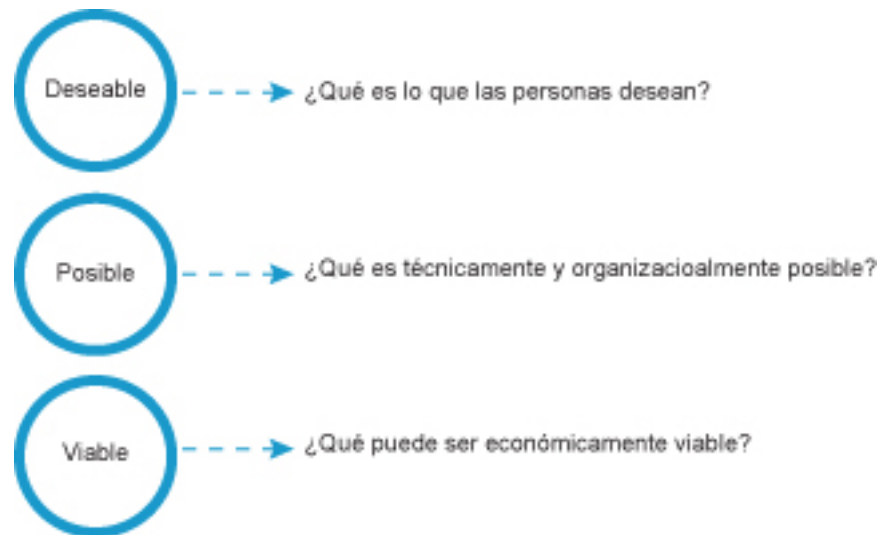 Deseable
¿Qué es lo que las personas desean?
Posible
¿Qué es técnicamente y organizacioalmente posible?
Viable
¿Qué puede ser económicamente viable?